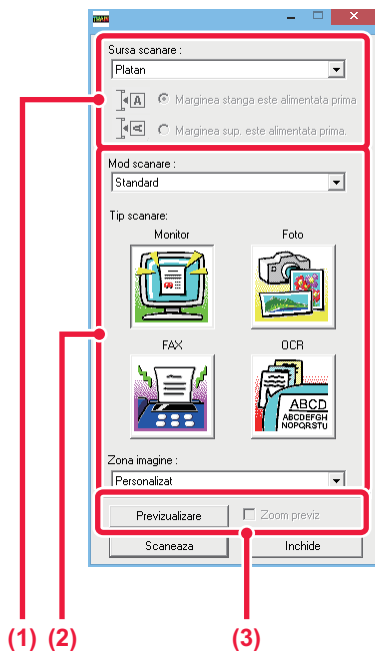 TWAIN
Sursa scanare :
Platan
A
Marginea stanga este alimentata prima
A
Marginea sup. este alimentata prima.
Mod scanare :
Standard
Tip scanare:
Monitor
Foto
FAX
OCR
ABCD
ABCDEFGH
NOPQRSTU
Zona imagine :
Personalizat
Previzualizare
Zoom previz
Scaneaza
Inchide
(1) (2) (3)